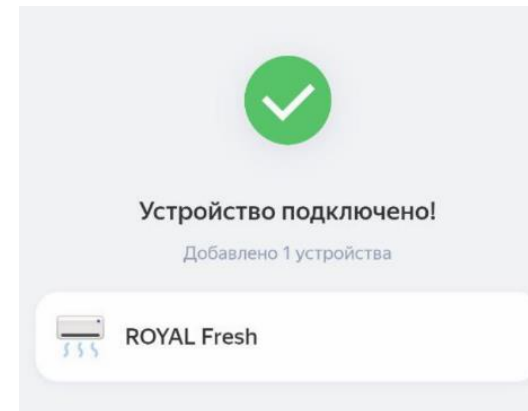 Устройство подключено!
Добавлено 1 устройства
ROYAL Fresh